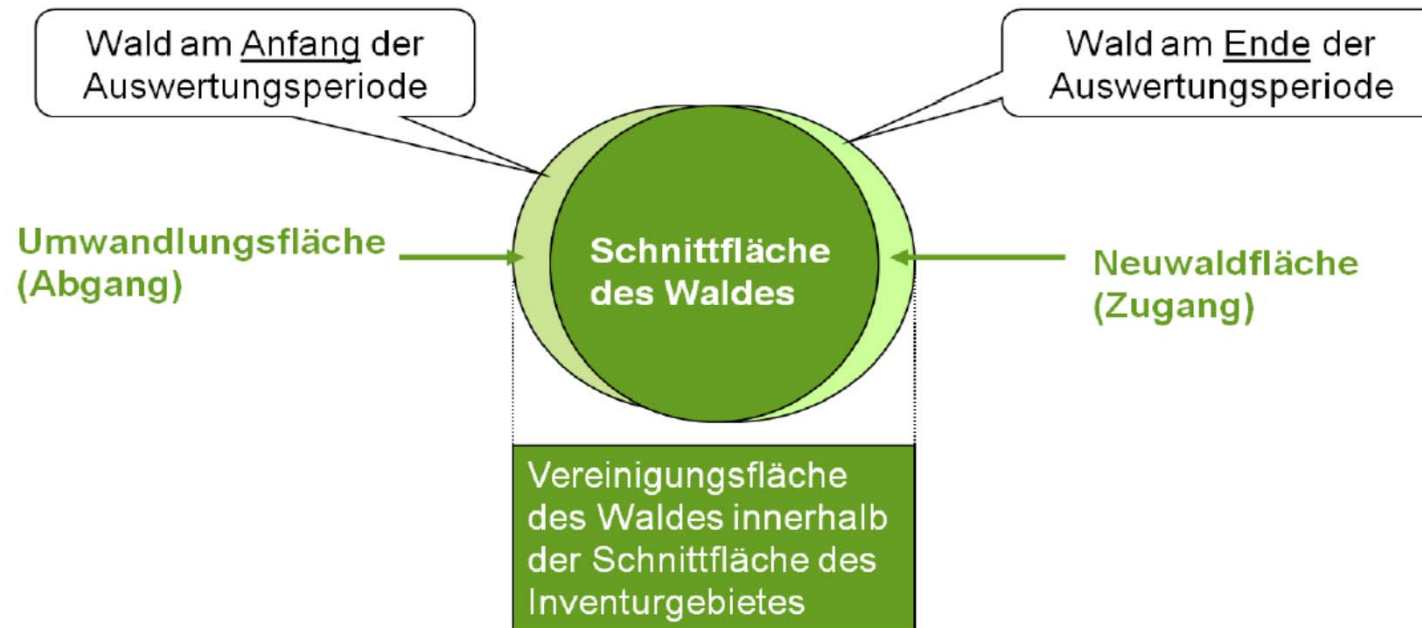 Wald am Anfang der
Auswertungsperiode
Wald am Ende der
Auswertungsperiode
Umwandlungsfläche
(Abgang)
Schnittfläche
des Waldes
Neuwaldfläche
(Zugang)
Vereinigungsfläche
des Waldes innerhalb
der Schnittfläche des
Inventurgebietes